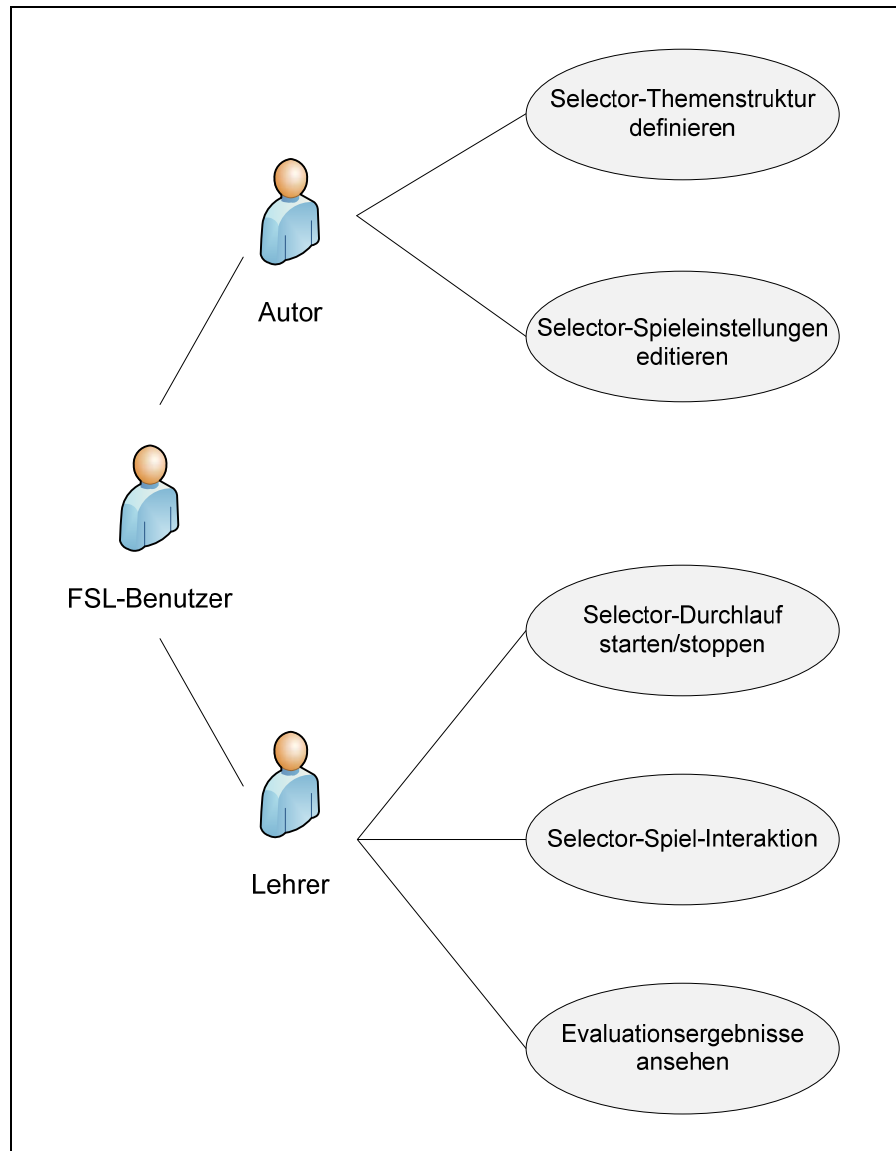 Selector-Themenstruktur
definieren
Autor
Selector-Spieleinstellungen
editieren
FSL-Benutzer
Selector-Durchlauf
starten/stoppen
Selector-Spiel-Interaktion
Lehrer
Evaluationsergebnisse
ansehen